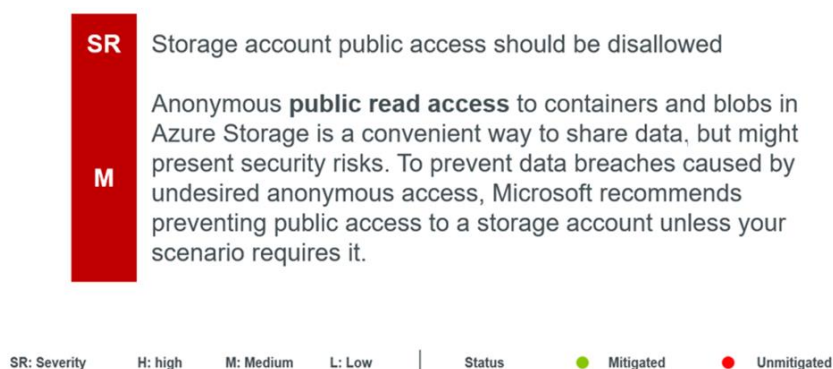 SR Storage account public access should be disallowed
Anonymous public read access to containers and blobs in
Azure Storage is a convenient way to share data, but might
present security risks. To prevent data breaches caused by
M
undesired anonymous access, Microsoft recommends
preventing public access to a storage account unless your
scenario requires it.
SR: Severity H: high M: Medium L: Low Status Mitigated Unmitigated